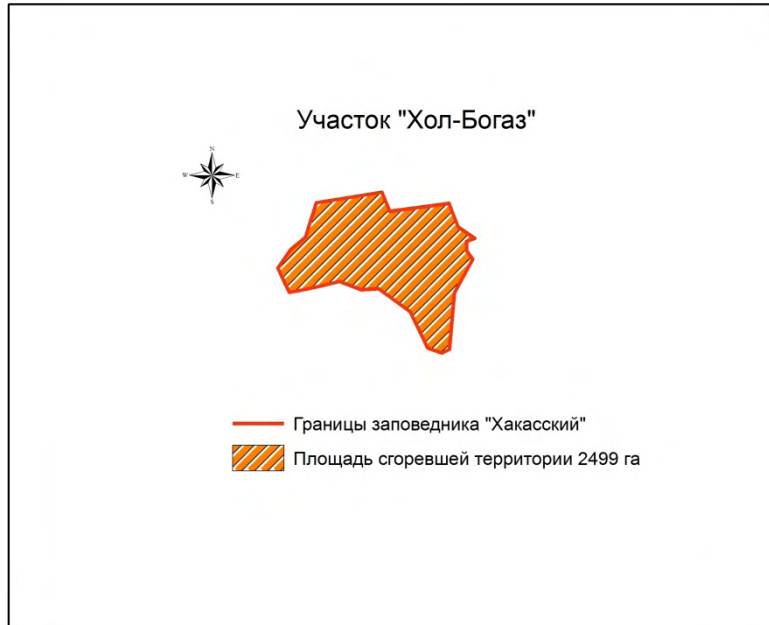 Участок "Хол-Богаз"
N
W E
S
Границы заповедника "Хакасский"
Площадь сгоревшей территории 2499 га